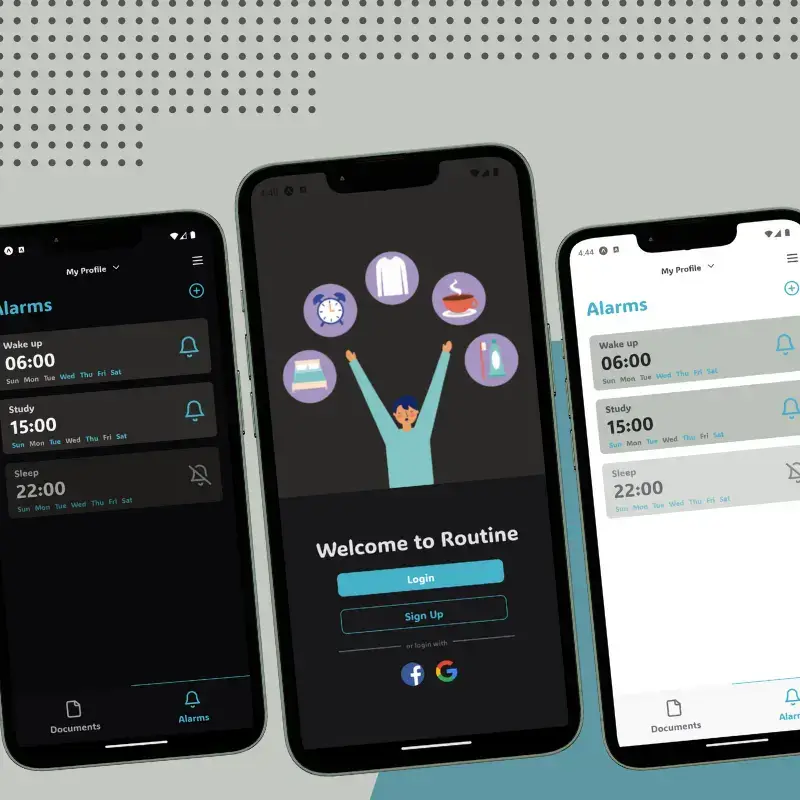 My Profile
Alarms
Wake up
06:00
Sun Mon Tue Wed Thu Fri Sat
Study
15:00
Sun Mon Tue Wed Thu Fri Sat
Sleep
22:00
Sun Mon Tue Wed Thu Fri Sat
Documents
Alarms
4:40
Welcome to Routine
Login
Sign Up
or login with
4:44
My Profile
Alarms
Wake up
06:00
Sun Mon Tue Wed Thu Fri Sat
Study
15:00
Sun Mon Tue Wed Thu Fri Sat
Sleep
22:00
Sun Mon Tue Wed Thu Fri Sat
Documents
Alarm